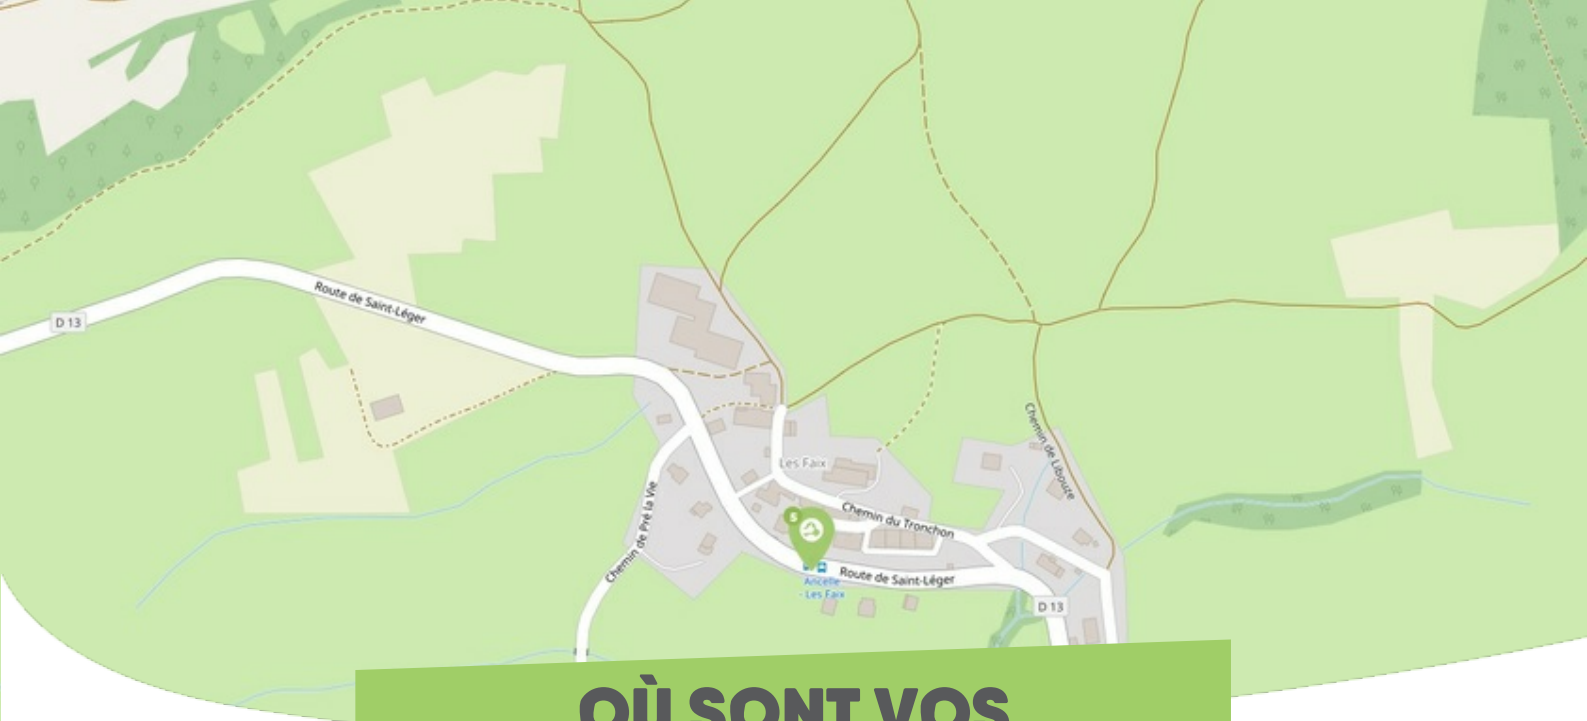 Route de Saint-Léger
D 13
Chemin de Libouze
Les Faix
Chemin de Pré la Vie
Chemin du Tronchon
5
Route de Saint-Léger
Ancelle
- Les Faix
D 13
OÙ SONT VOS